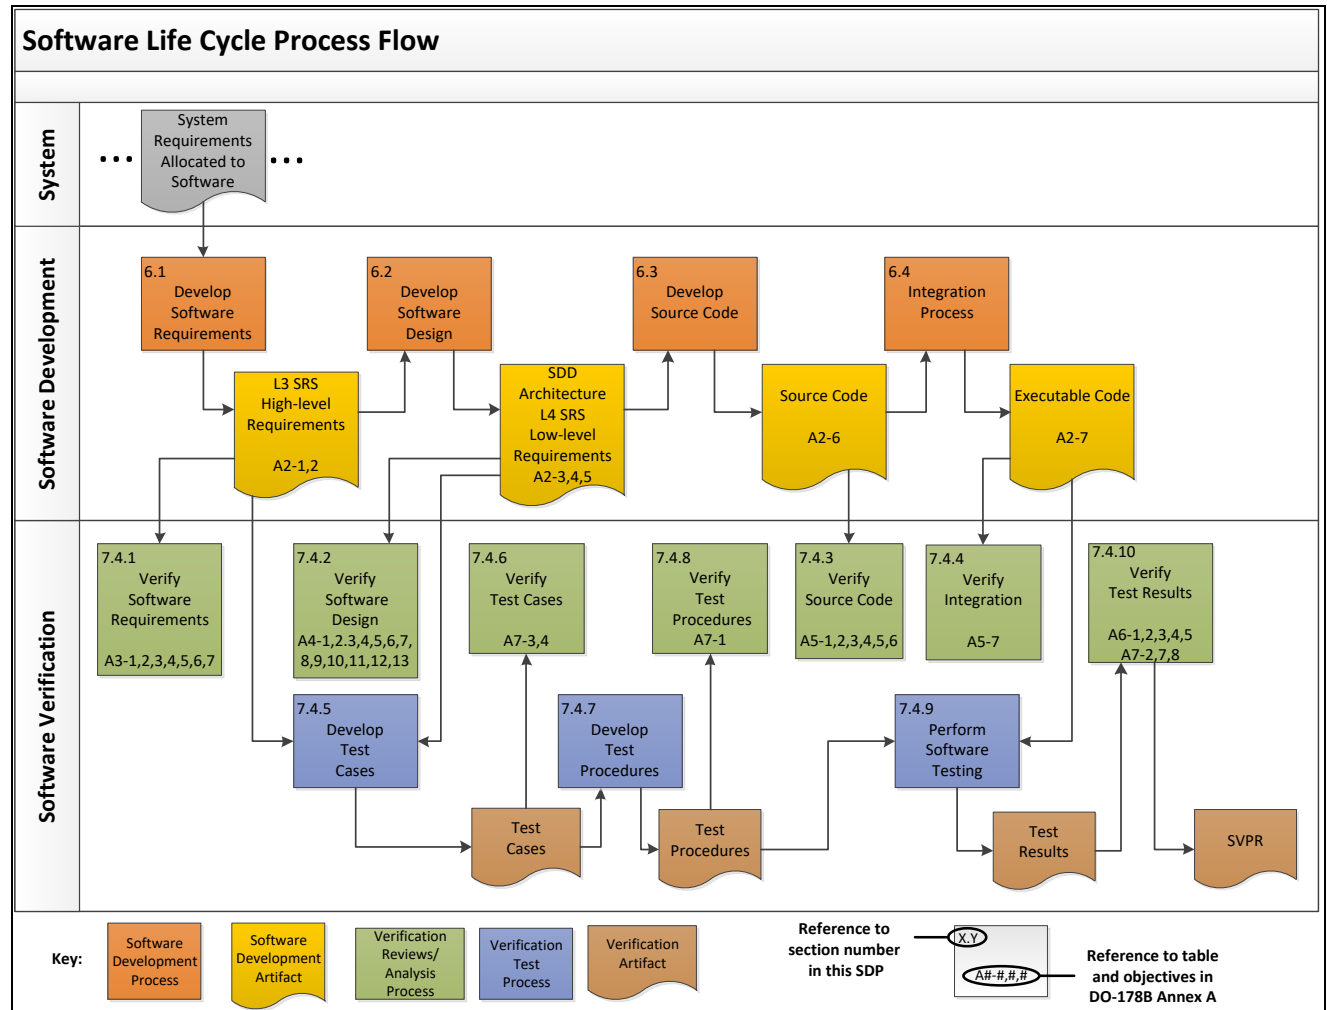 Software Life Cycle Process Flow
System
System
Requirements
Allocated to
Software
Software Development
6.1
Develop
Software
Requirements
6.2
Develop
Software
Design
6.3
Develop
Source Code
6.4
Integration
Process
L3 SRS
High-level
Requirements
A2-1,2
SDD
Architecture
L4 SRS
Low-level
Requirements
A2-3,4,5
Source Code
A2-6
Executable Code
A2-7
Software Verification
7.4.1
Verify
Software
Requirements
A3-1,2,3,4,5,6,7
7.4.2
Verify
Software
Design
A4-1,2.3,4,5,6,7,
8,9,10,11,12,13
7.4.6
Verify
Test Cases
A7-3,4
7.4.8
Verify
Test
Procedures
A7-1
7.4.3
Verify
Source Code
A5-1,2,3,4,5,6
7.4.4
Verify
Integration
A5-7
7.4.10
Verify
Test Results
A6-1,2,3,4,5
A7-2,7,8
7.4.5
Develop
Test
Cases
7.4.7
Develop
Test
Procedures
7.4.9
Perform
Software
Testing
Test
Cases
Test
Procedures
Test
Results
SVPR
Key:
Software
Development
Process
Software
Development
Artifact
Verification
Reviews/
Analysis
Process
Verification
Test
Process
Verification
Artifact
Reference to
section number
in this SDP
X.Y
A#-#,#,#
Reference to table
and objectives in
DO-178B Annex A